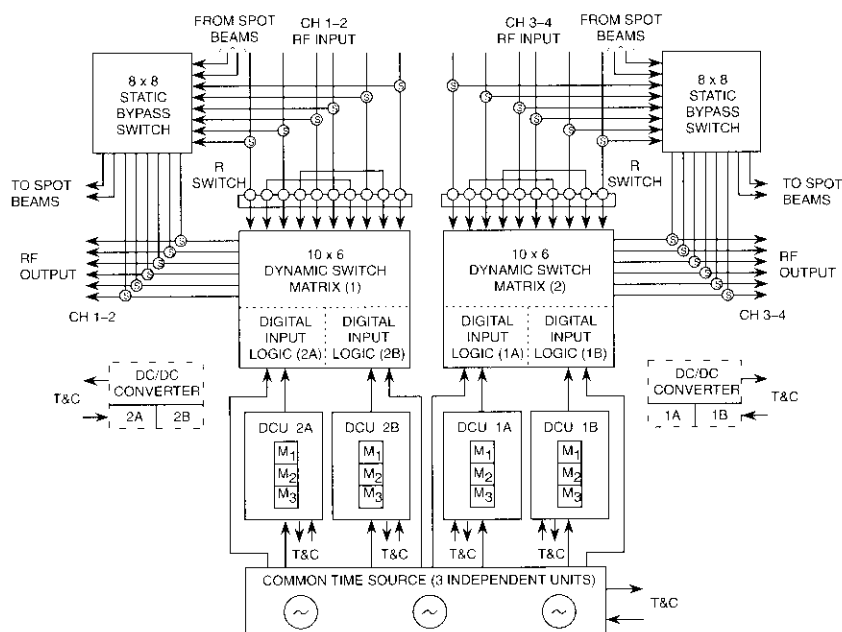 FROM SPOT
BEAMS
CH 1–2
RF INPUT
CH 3–4
RF INPUT
FROM SPOT
BEAMS
8 x 8
STATIC
BYPASS
SWITCH
8 x 8
STATIC
BYPASS
SWITCH
S S S S S S
S S S S S S
R
SWITCH
R
SWITCH
TO SPOT
BEAMS
TO SPOT
BEAMS
RF
OUTPUT
CH 1–2
S S S S S S
10 x 6
DYNAMIC SWITCH
MATRIX (1)
10 x 6
DYNAMIC SWITCH
MATRIX (2)
S S S S S S
RF
OUTPUT
CH 3–4
DIGITAL
INPUT
LOGIC (2A)
DIGITAL
INPUT
LOGIC (2B)
DIGITAL
INPUT
LOGIC (1A)
DIGITAL
INPUT
LOGIC (1B)
T&C
DC/DC
CONVERTER
2A 2B
DC/DC
CONVERTER
1A 1B
T&C
DCU 2A
M1
M2
M3
DCU 2B
M1
M2
M3
DCU 1A
M1
M2
M3
DCU 1B
M1
M2
M3
T&C T&C T&C T&C
COMMON TIME SOURCE (3 INDEPENDENT UNITS)
~ ~ ~
T&C